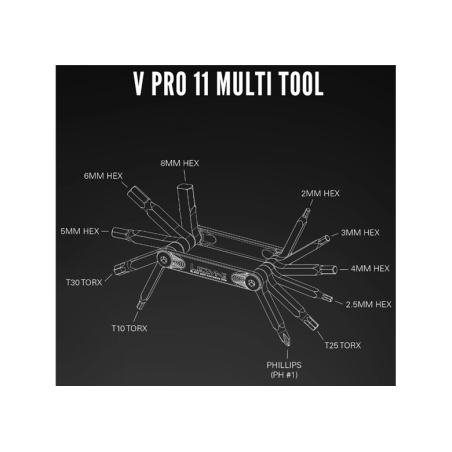 V PRO 11 MULTI TOOL
8MM HEX
6MM HEX
2MM HEX
5MM HEX
3MM HEX
4MM HEX
T30 TORX
2.5MM HEX
T10 TORX
T25 TORX
PHILLIPS
(PH #1)
LEZYNE